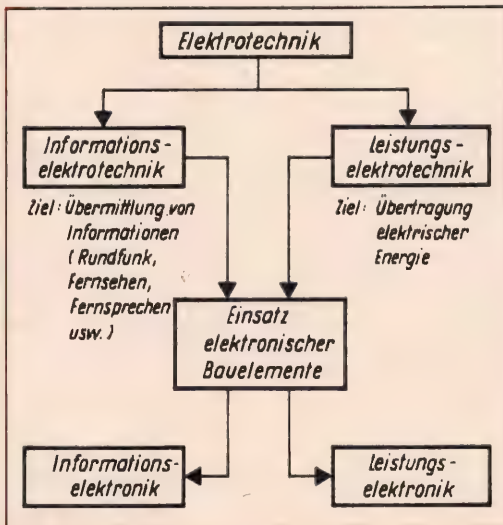 Elektrotechnik
Informations-
elektrotechnik
Ziel: Übermittlung von
Informationen
(Rundfunk,
Fernsehen,
Fernsprechen
usw.)
Leistungs-
elektrotechnik
Ziel: Übertragung
elektrischer
Energie
Einsatz
elektronischer
Bauelemente
Informations-
elektronik
Leistungs-
elektronik